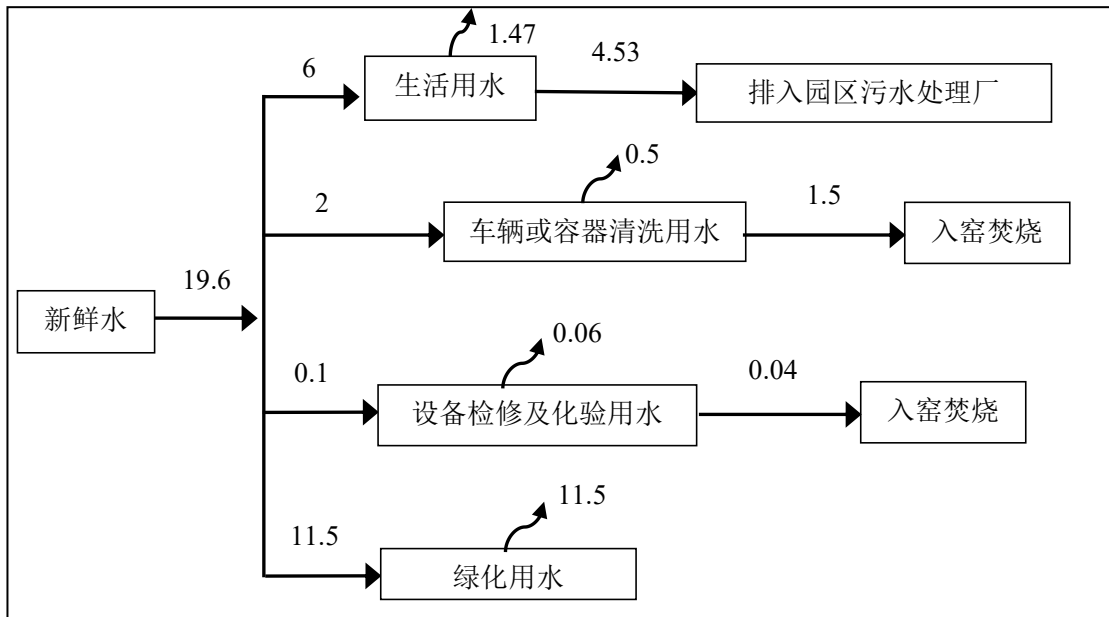 1.47
6
生活用水
4.53
排入园区污水处理厂
0.5
2
车辆或容器清洗用水
1.5
入窑焚烧
19.6
新鲜水
0.06
0.1
设备检修及化验用水
0.04
入窑焚烧
11.5
11.5
绿化用水